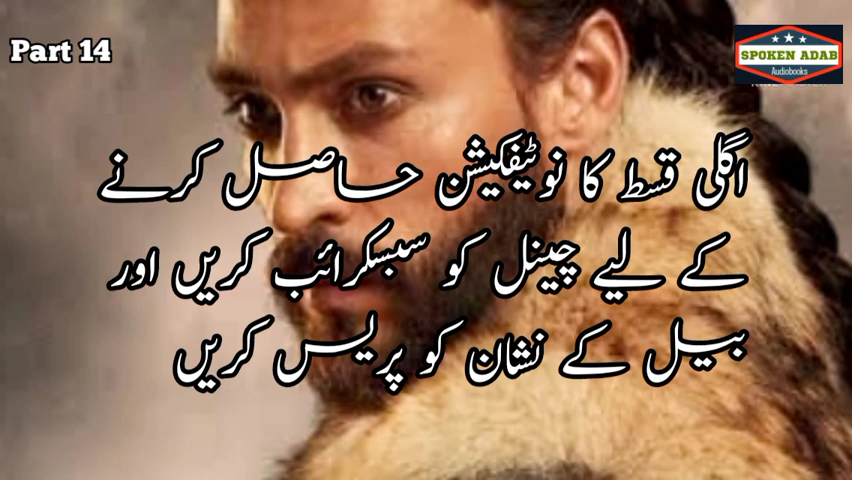 Part 14
SPOKEN ADAB
Audiobooks
اگلی قسط کا نوٹیفکیشن حاصل کرنے
کے لیے چینل کو سبسکرائب کریں اور
بیل کے نشان کو پریس کریں